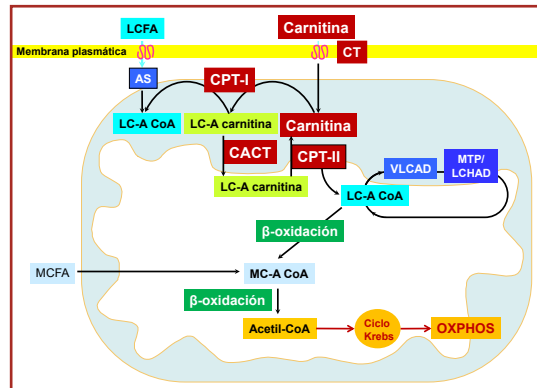 LCFA
Carnitina
Membrana plasmática
CT
AS
CPT-I
LC-A CoA
LC-A carnitina
Carnitina
CACT
CPT-II
LC-A carnitina
VLCAD
MTP/
LCHAD
LC-A CoA
β-oxidación
MCFA
MC-A CoA
β-oxidación
Acetil-CoA
Ciclo
Krebs
OXPHOS